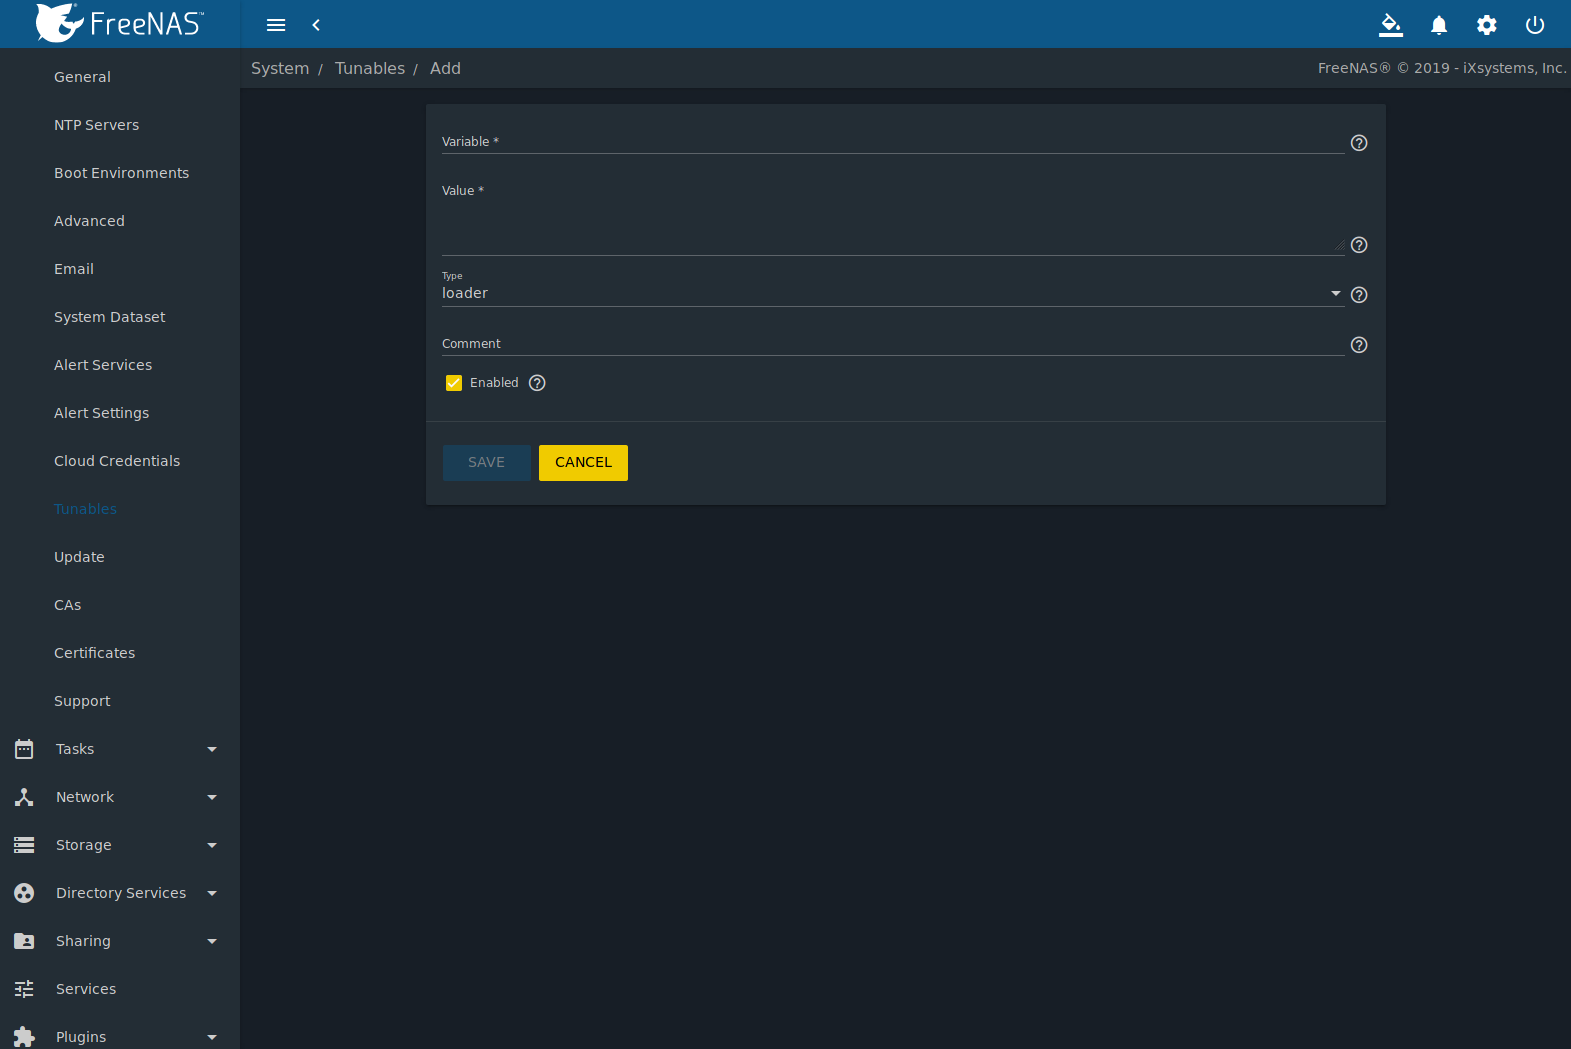 FreeNAS™
System / Tunables / Add
FreeNAS® © 2019 - iXsystems, Inc.
General
NTP Servers
Boot Environments
Advanced
Email
System Dataset
Alert Services
Alert Settings
Cloud Credentials
Tunables
Update
CAs
Certificates
Support
Tasks
Network
Storage
Directory Services
Sharing
Services
Plugins
Variable *
Value *
Type
loader
Comment
Enabled
SAVE CANCEL